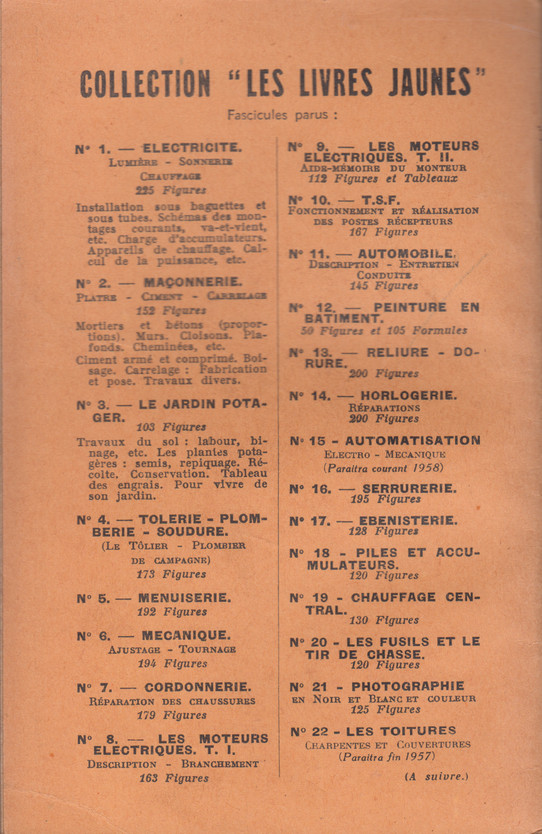 COLLECTION "LES LIVRES JAUNES"
Fascicules parus :
N° 1. — ELECTRICITE.
LUMIÈRE - SONNERIE
CHAUFFAGE
225 Figures
Installation sous baguettes et
sous tubes. Schémas des mon-
tages courants, va-et-vient,
etc. Charge d'accumulateurs.
Appareils de chauffage. Cal-
cul de la puissance, etc.
N° 2. — MAÇONNERIE.
PLATRE - CIMENT - CARRELAGE
152 Figures
Mortiers et bétons (propor-
tions). Murs. Cloisons. Pla-
fonds. Cheminées, etc.
Ciment armé et comprimé. Boi-
sage. Carrelage : Fabrication
et pose. Travaux divers.
N° 3. — LE JARDIN POTA-
GER.
103 Figures
Travaux du sol : labour, bi-
nage, etc. Les plantes pota-
gères : semis, repiquage. Ré-
colte. Conservation. Tableau
des engrais. Pour vivre de
son jardin.
N° 4. — TOLERIE - PLOM-
BERIE - SOUDURE.
(LE TÔLIER - PLOMBIER
DE CAMPAGNE)
173 Figures
N° 5. — MENUISERIE.
192 Figures
N° 6. — MECANIQUE.
AJUSTAGE - TOURNAGE
194 Figures
N° 7. — CORDONNERIE.
RÉPARATION DES CHAUSSURES
179 Figures
N° 8. — LES MOTEURS
ELECTRIQUES. T. I.
DESCRIPTION - BRANCHEMENT
163 Figures
N° 9. — LES MOTEURS
ELECTRIQUES. T. II.
AIDE-MÉMOIRE DU MONTEUR
112 Figures et Tableaux
N° 10. — T.S.F.
FONCTIONNEMENT ET RÉALISATION
DES POSTES RÉCEPTEURS
167 Figures
N° 11. — AUTOMOBILE.
DESCRIPTION - ENTRETIEN
CONDUITE
145 Figures
N° 12. — PEINTURE EN
BATIMENT.
50 Figures et 105 Formules
N° 13. — RELIURE - DO-
RURE.
200 Figures
N° 14. — HORLOGERIE.
RÉPARATIONS
200 Figures
N° 15 - AUTOMATISATION
ELECTRO - MECANIQUE
(Paraîtra courant 1958)
N° 16. — SERRURERIE.
195 Figures
N° 17. — EBENISTERIE.
128 Figures
N° 18 - PILES ET ACCU-
MULATEURS.
120 Figures
N° 19 - CHAUFFAGE CEN-
TRAL.
130 Figures
N° 20 - LES FUSILS ET LE
TIR DE CHASSE.
120 Figures
N° 21 - PHOTOGRAPHIE
EN NOIR ET BLANC ET COULEUR
125 Figures
N° 22 - LES TOITURES
CHARPENTES ET COUVERTURES
(Paraîtra fin 1957)
(A suivre.)